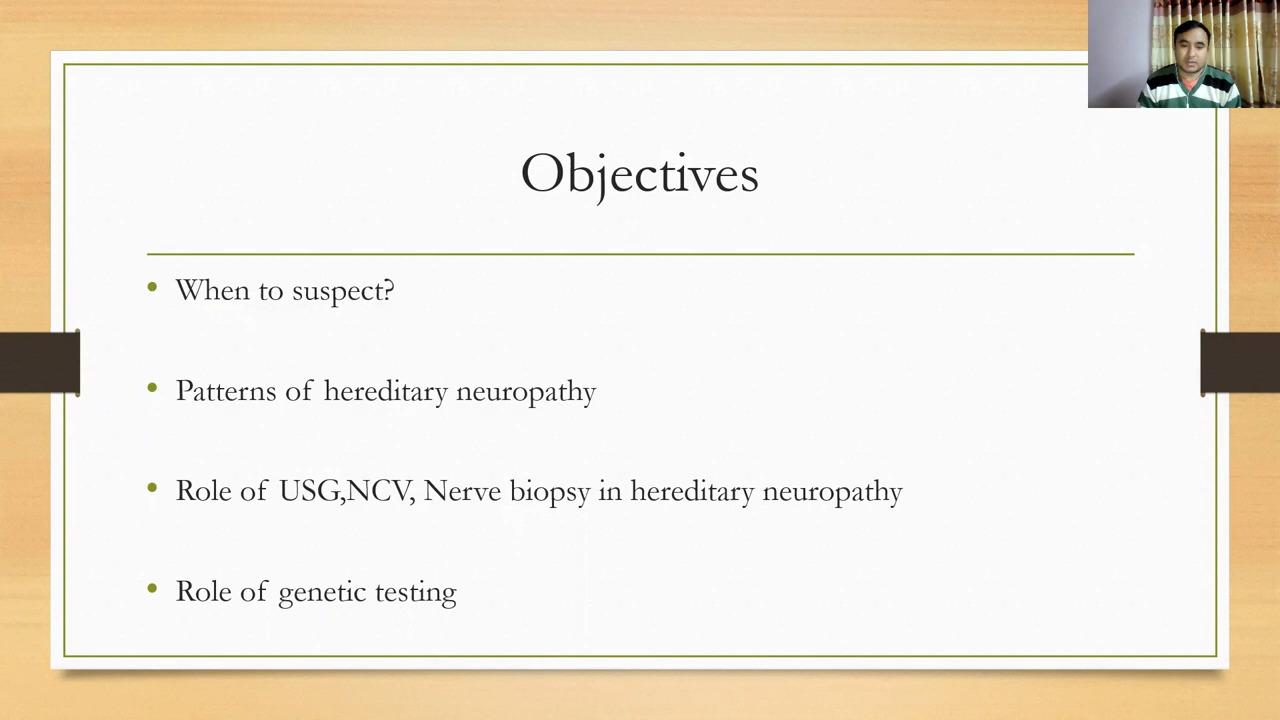 Objectives
When to suspect?
Patterns of hereditary neuropathy
Role of USG,NCV, Nerve biopsy in hereditary neuropathy
Role of genetic testing